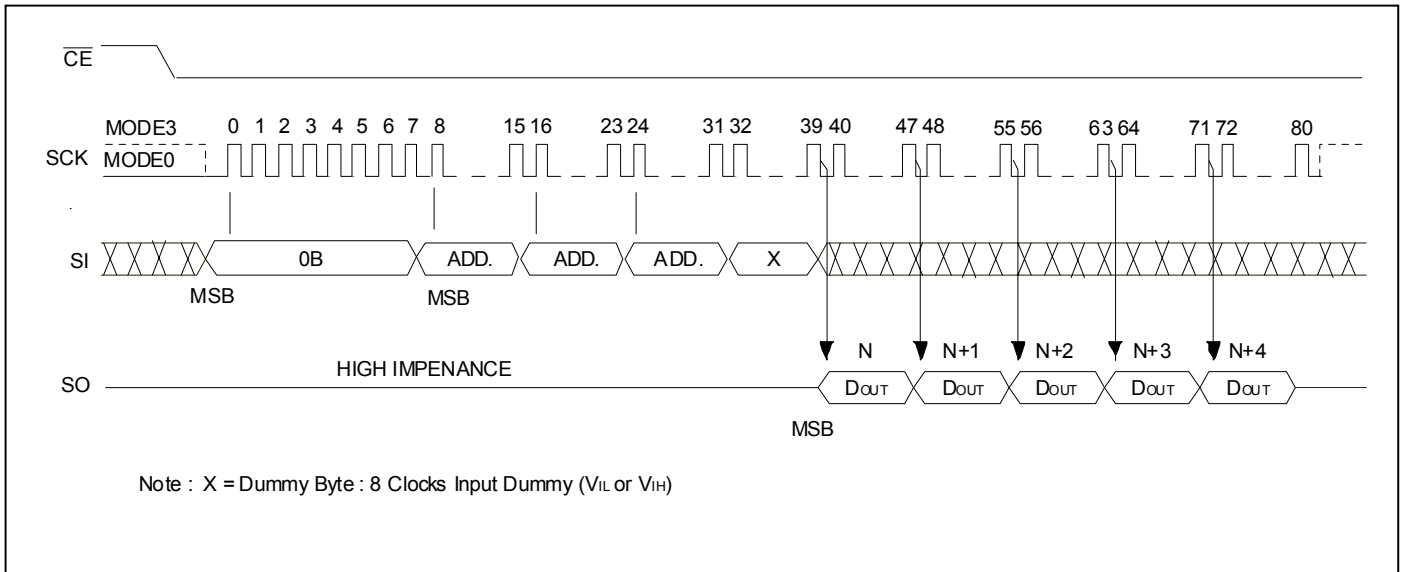 CE
MODE3 0 1 2 3 4 5 6 7 8 15 16 23 24 31 32 39 40 47 48 55 56 63 64 71 72 80
SCK MODE0
SI 0B ADD. ADD. ADD. X
MSB MSB
N N+1 N+2 N+3 N+4
HIGH IMPENANCE
SO DOUT DOUT DOUT DOUT DOUT
MSB
Note : X = Dummy Byte : 8 Clocks Input Dummy (VIL or VIH)